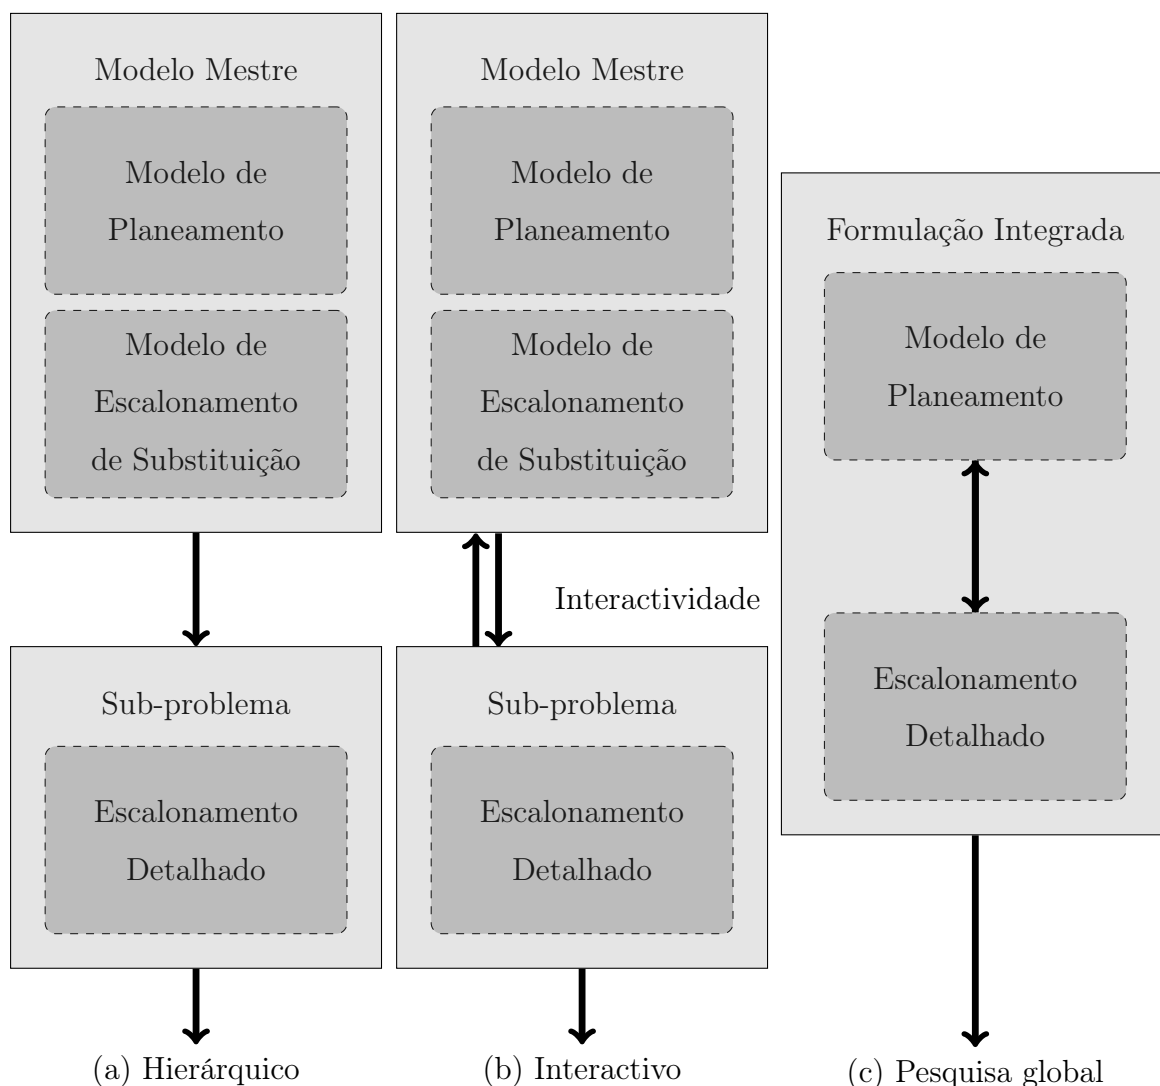 Modelo Mestre
Modelo de
Planeamento
Modelo de
Escalonamento
de Substituição
Sub-problema
Escalonamento
Detalhado
(a) Hierárquico
Modelo Mestre
Modelo de
Planeamento
Modelo de
Escalonamento
de Substituição
Interactividade
Sub-problema
Escalonamento
Detalhado
(b) Interactivo
Formulação Integrada
Modelo de
Planeamento
Escalonamento
Detalhado
(c) Pesquisa global